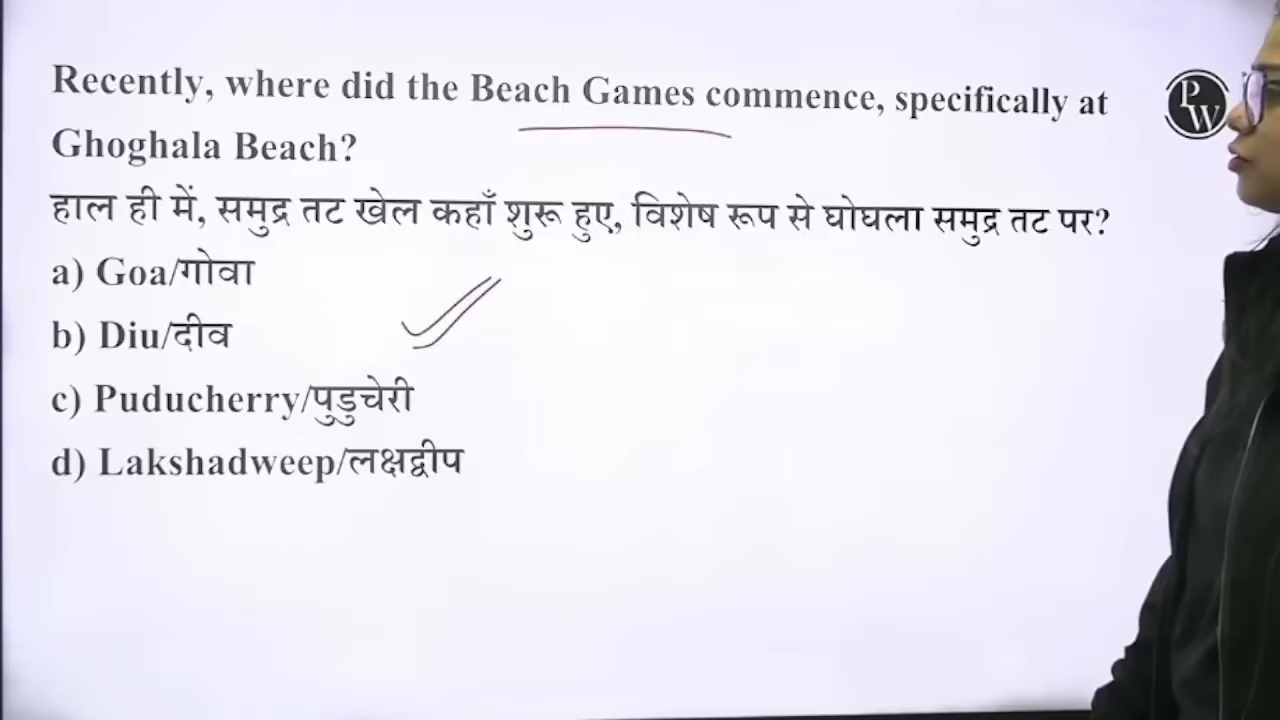 Recently, where did the Beach Games commence, specifically at
Ghoghala Beach?
हाल ही में, समुद्र तट खेल कहाँ शुरू हुए, विशेष रूप से घोघला समुद्र तट पर?
a) Goa/गोवा
b) Diu/दीव
c) Puducherry/पुडुचेरी
d) Lakshadweep/लक्षद्वीप
PW